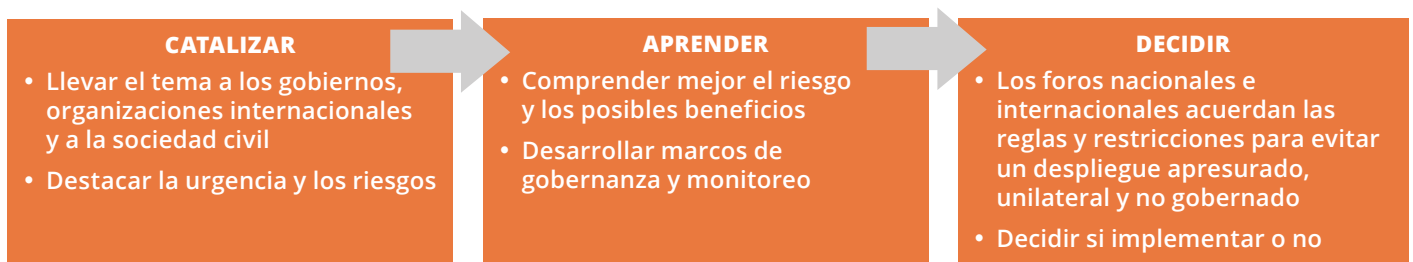 CATALIZAR
• Llevar el tema a los gobiernos,
organizaciones internacionales
y a la sociedad civil
• Destacar la urgencia y los riesgos
APRENDER
• Comprender mejor el riesgo
y los posibles beneficios
• Desarrollar marcos de
gobernanza y monitoreo
DECIDIR
• Los foros nacionales e
internacionales acuerdan las
reglas y restricciones para evitar
un despliegue apresurado,
unilateral y no gobernado
• Decidir si implementar o no